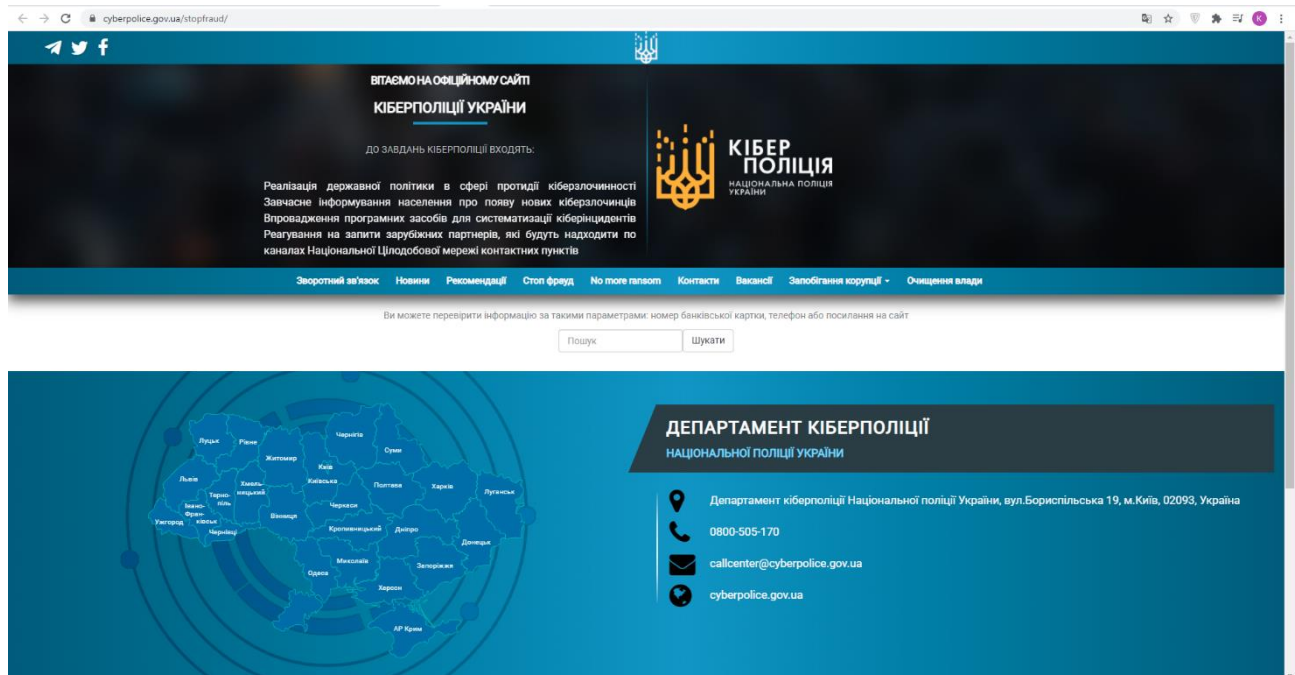 cyberpolice.gov.ua/stopfraud/
K
ВІТАЄМО НА ОФІЦІЙНОМУ САЙТІ
КІБЕРПОЛІЦІЇ УКРАЇНИ
ДО ЗАВДАНЬ КІБЕРПОЛІЦІЇ ВХОДЯТЬ:
Реалізація державної політики в сфері протидії кіберзлочинності
Завчасне інформування населення про появу нових кіберзлочинців
Впровадження програмних засобів для систематизації кіберінцидентів
Реагування на запити зарубіжних партнерів, які будуть надходити по
каналах Національної Цілодобової мережі контактних пунктів
КІБЕР
ПОЛІЦІЯ
НАЦІОНАЛЬНА ПОЛІЦІЯ
УКРАЇНИ
Зворотний зв'язок Новини Рекомендації Стоп фрауд No more ransom Контакти Вакансії Запобігання корупції Очищення влади
Ви можете перевірити інформацію за такими параметрами: номер банківської картки, телефон або посилання на сайт
Пошук Шукати
Луцьк
Рівне
Житомир
Чернігів
Суми
Київ
Київська
Львів
Терно-
піль
Хмель-
ницький
Полтава
Харків
Луганськ
Івано-
Фран-
ківськ
Ужгород
Чернівці
Вінниця
Черкаси
Кропивницький
Дніпро
Донецьк
Миколаїв
Одеса
Запоріжжя
Херсон
АР Крим
ДЕПАРТАМЕНТ КІБЕРПОЛІЦІЇ
НАЦІОНАЛЬНОЇ ПОЛІЦІЇ УКРАЇНИ
Департамент кіберполіції Національної поліції України, вул.Бориспільська 19, м.Київ, 02093, Україна
0800-505-170
callcenter@cyberpolice.gov.ua
cyberpolice.gov.ua